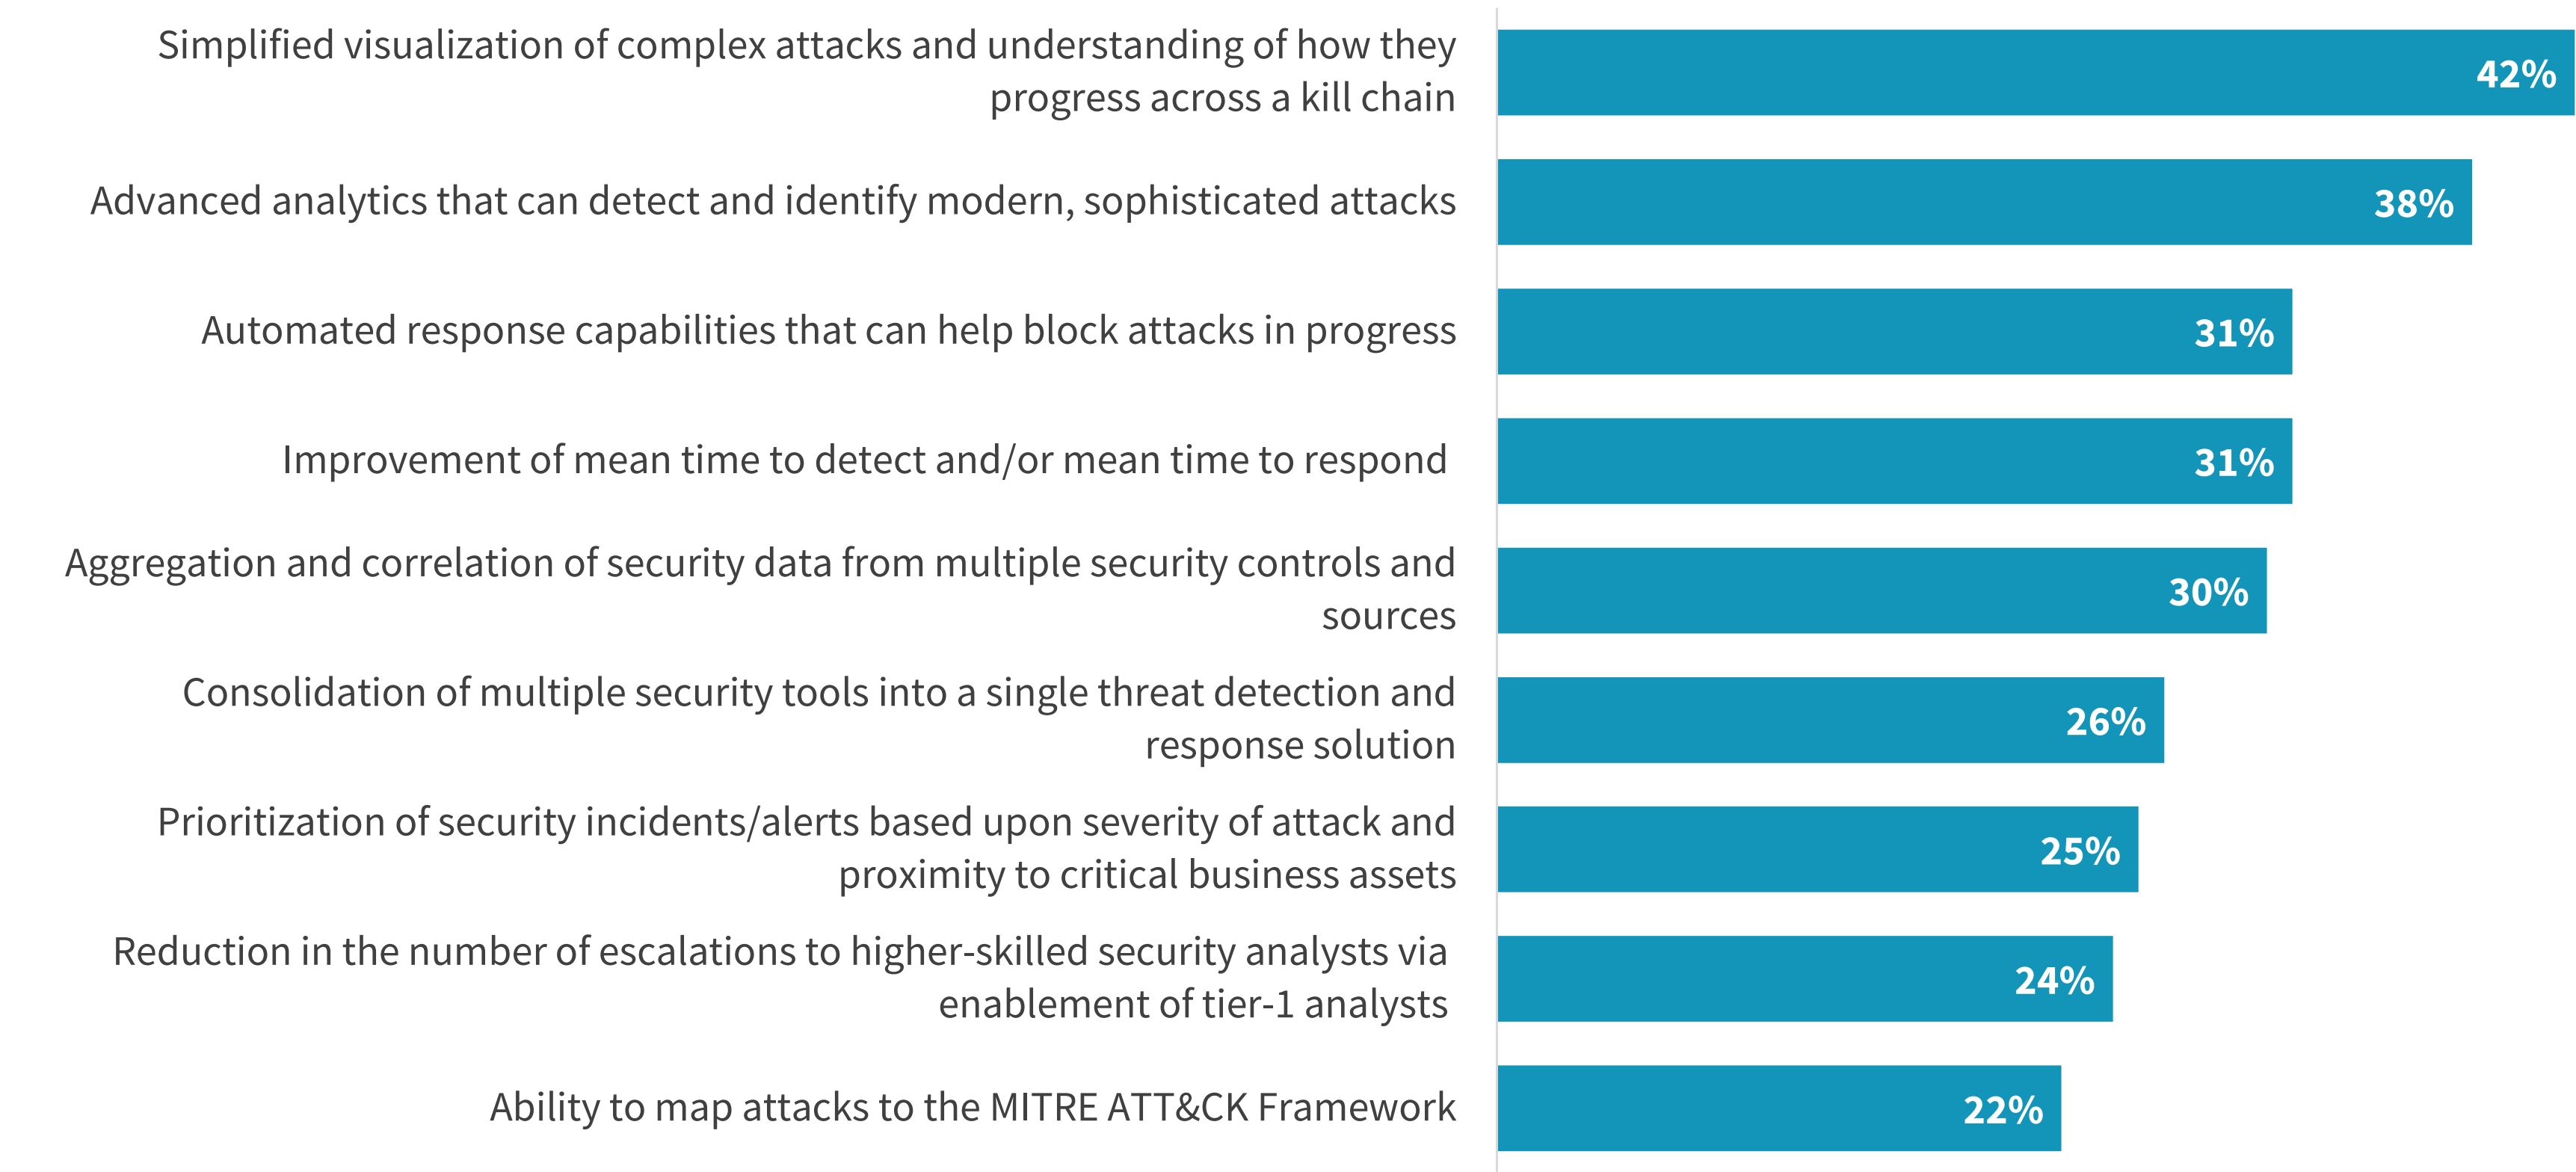 Simplified visualization of complex attacks and understanding of how they
progress across a kill chain
42%
Advanced analytics that can detect and identify modern, sophisticated attacks
38%
Automated response capabilities that can help block attacks in progress
31%
Improvement of mean time to detect and/or mean time to respond
31%
Aggregation and correlation of security data from multiple security controls and
sources
30%
Consolidation of multiple security tools into a single threat detection and
response solution
26%
Prioritization of security incidents/alerts based upon severity of attack and
proximity to critical business assets
25%
Reduction in the number of escalations to higher-skilled security analysts via
enablement of tier-1 analysts
24%
Ability to map attacks to the MITRE ATT&CK Framework
22%